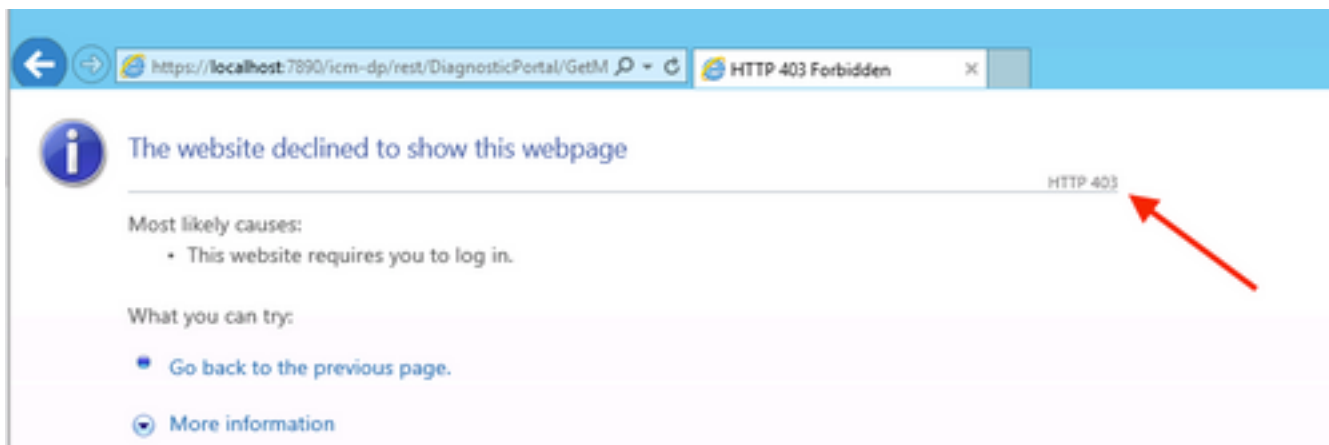 https://localhost:7890/icm-dp/rest/DiagnosticPortal/GetM
HTTP 403 Forbidden
The website declined to show this webpage
HTTP 403
Most likely causes:
• This website requires you to log in.
What you can try:
Go back to the previous page.
More information